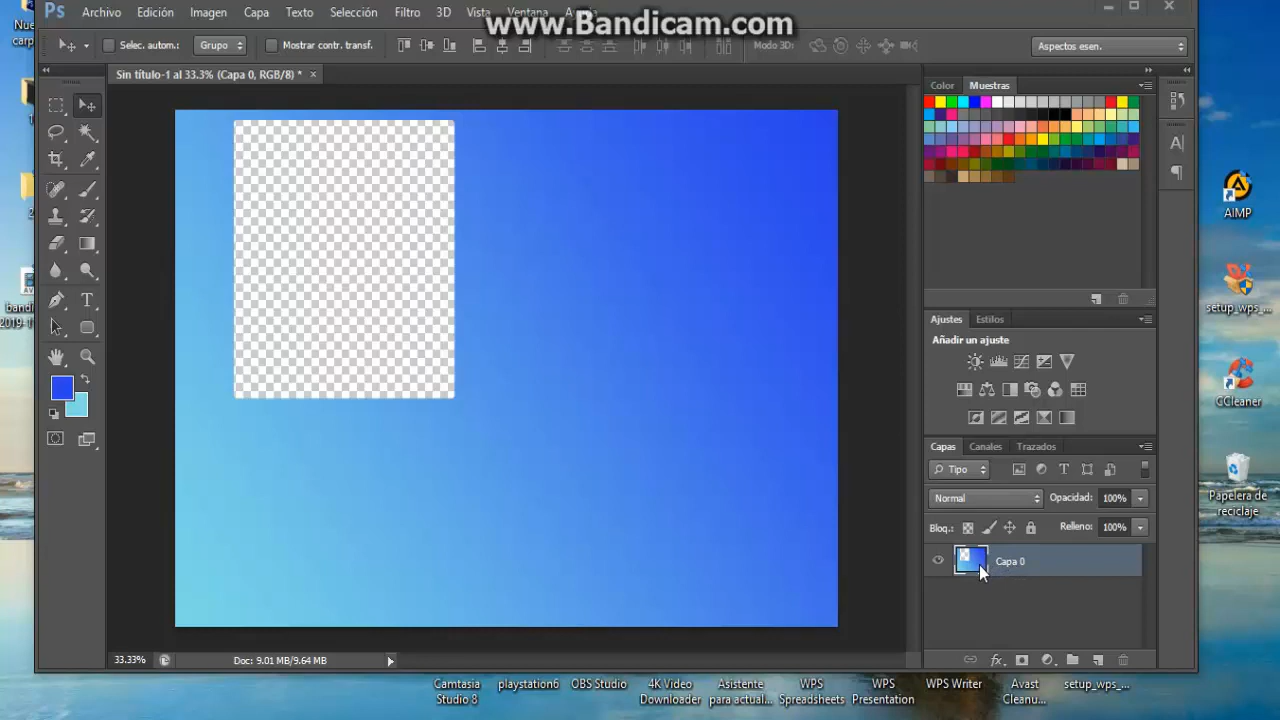 Ps Archivo Edición Imagen Capa Texto Selección Filtro 3D Vista Ventana
www.Bandicam.com
Selec. autom.: Grupo Mostrar contr. transf. Modo 3D: Aspectos esen.
Sin título-1 al 33.3% (Capa 0, RGB/8) * ×
Color Muestras
Ajustes Estilos
Añadir un ajuste
Capas Canales Trazados
Tipo
Normal Opacidad: 100%
Bloq.: Relleno: 100%
Capa 0
fx
33.33% Doc: 9.01 MB/9.64 MB
Nue
carp
bandi
2019-1
AIMP
setup_wps_...
CCleaner
Papelera de
reciclaje
Camtasia
Studio 8
playstation6
OBS Studio
4K Video
Downloader
Asistente
para actual...
WPS
Spreadsheets
WPS
Presentation
WPS Writer
Avast
Cleanu...
setup_wps_...